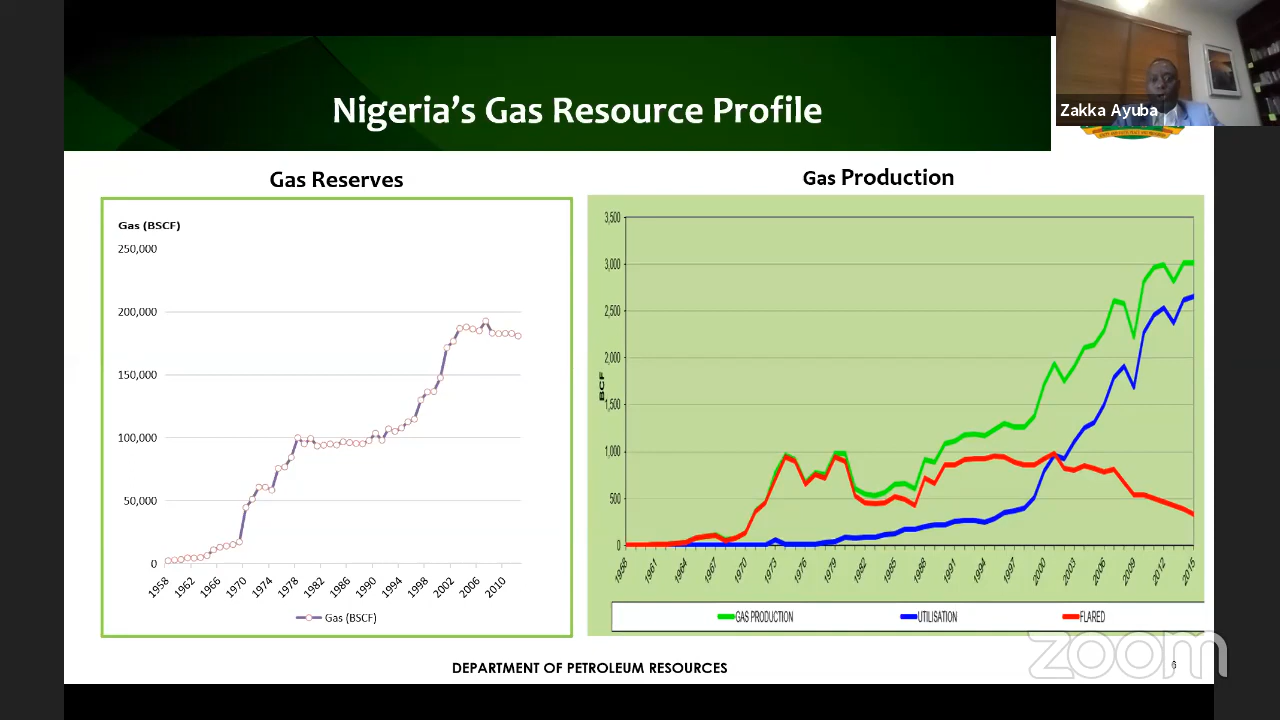 Nigeria's Gas Resource Profile
Zakka Ayuba
Gas Reserves
Gas (BSCF)
250,000
200,000
150,000
100,000
50,000
0
1958 1962 1966 1970 1974 1978 1982 1986 1990 1994 1998 2002 2006 2010
Gas (BSCF)
Gas Production
3,500
3,000
2,500
2,000
1,500
1,000
500
0
BCF
1958 1961 1964 1967 1970 1973 1976 1979 1982 1985 1988 1991 1994 1997 2000 2003 2006 2009 2012 2015
GAS PRODUCTION UTILISATION FLARED
DEPARTMENT OF PETROLEUM RESOURCES
6
zoom